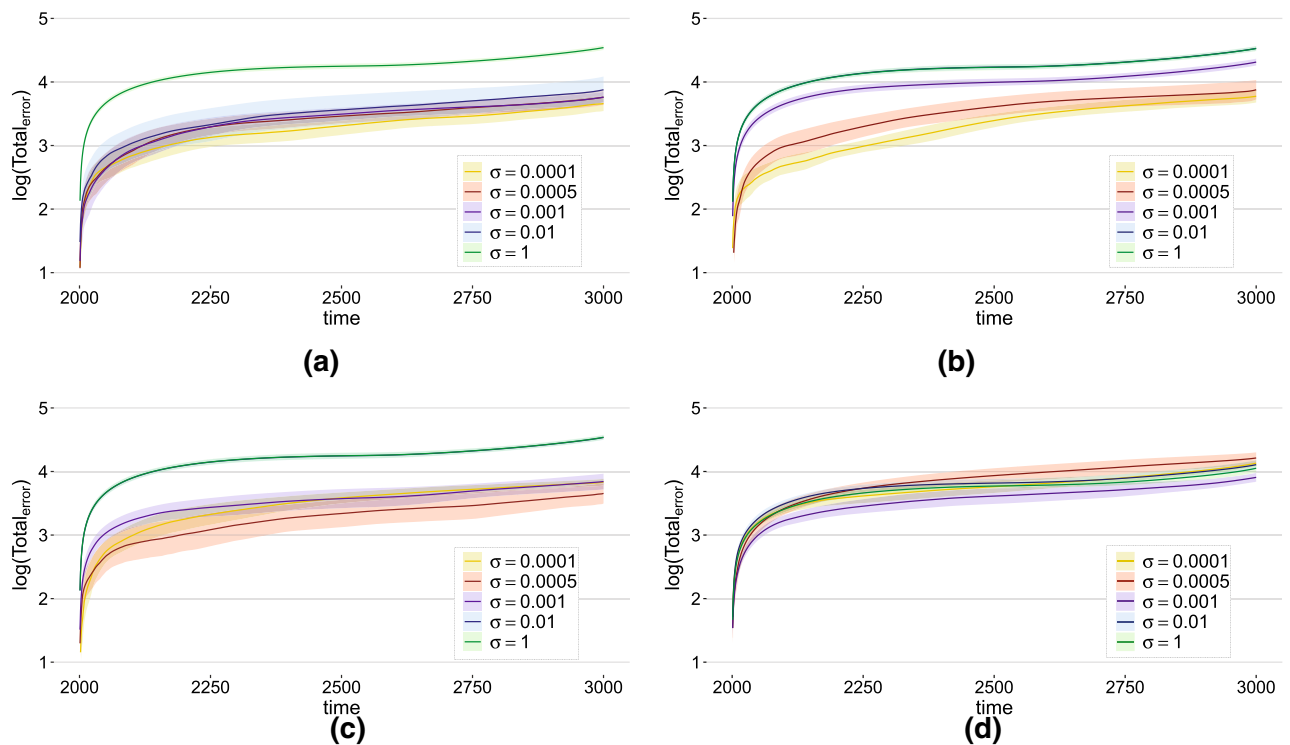 5
4
3
2
1
log(Total_error)
σ = 0.0001
σ = 0.0005
σ = 0.001
σ = 0.01
σ = 1
2000 2250 2500 2750 3000
time
(a)
5
4
3
2
1
log(Total_error)
σ = 0.0001
σ = 0.0005
σ = 0.001
σ = 0.01
σ = 1
2000 2250 2500 2750 3000
time
(b)
5
4
3
2
1
log(Total_error)
σ = 0.0001
σ = 0.0005
σ = 0.001
σ = 0.01
σ = 1
2000 2250 2500 2750 3000
time
(c)
5
4
3
2
1
log(Total_error)
σ = 0.0001
σ = 0.0005
σ = 0.001
σ = 0.01
σ = 1
2000 2250 2500 2750 3000
time
(d)